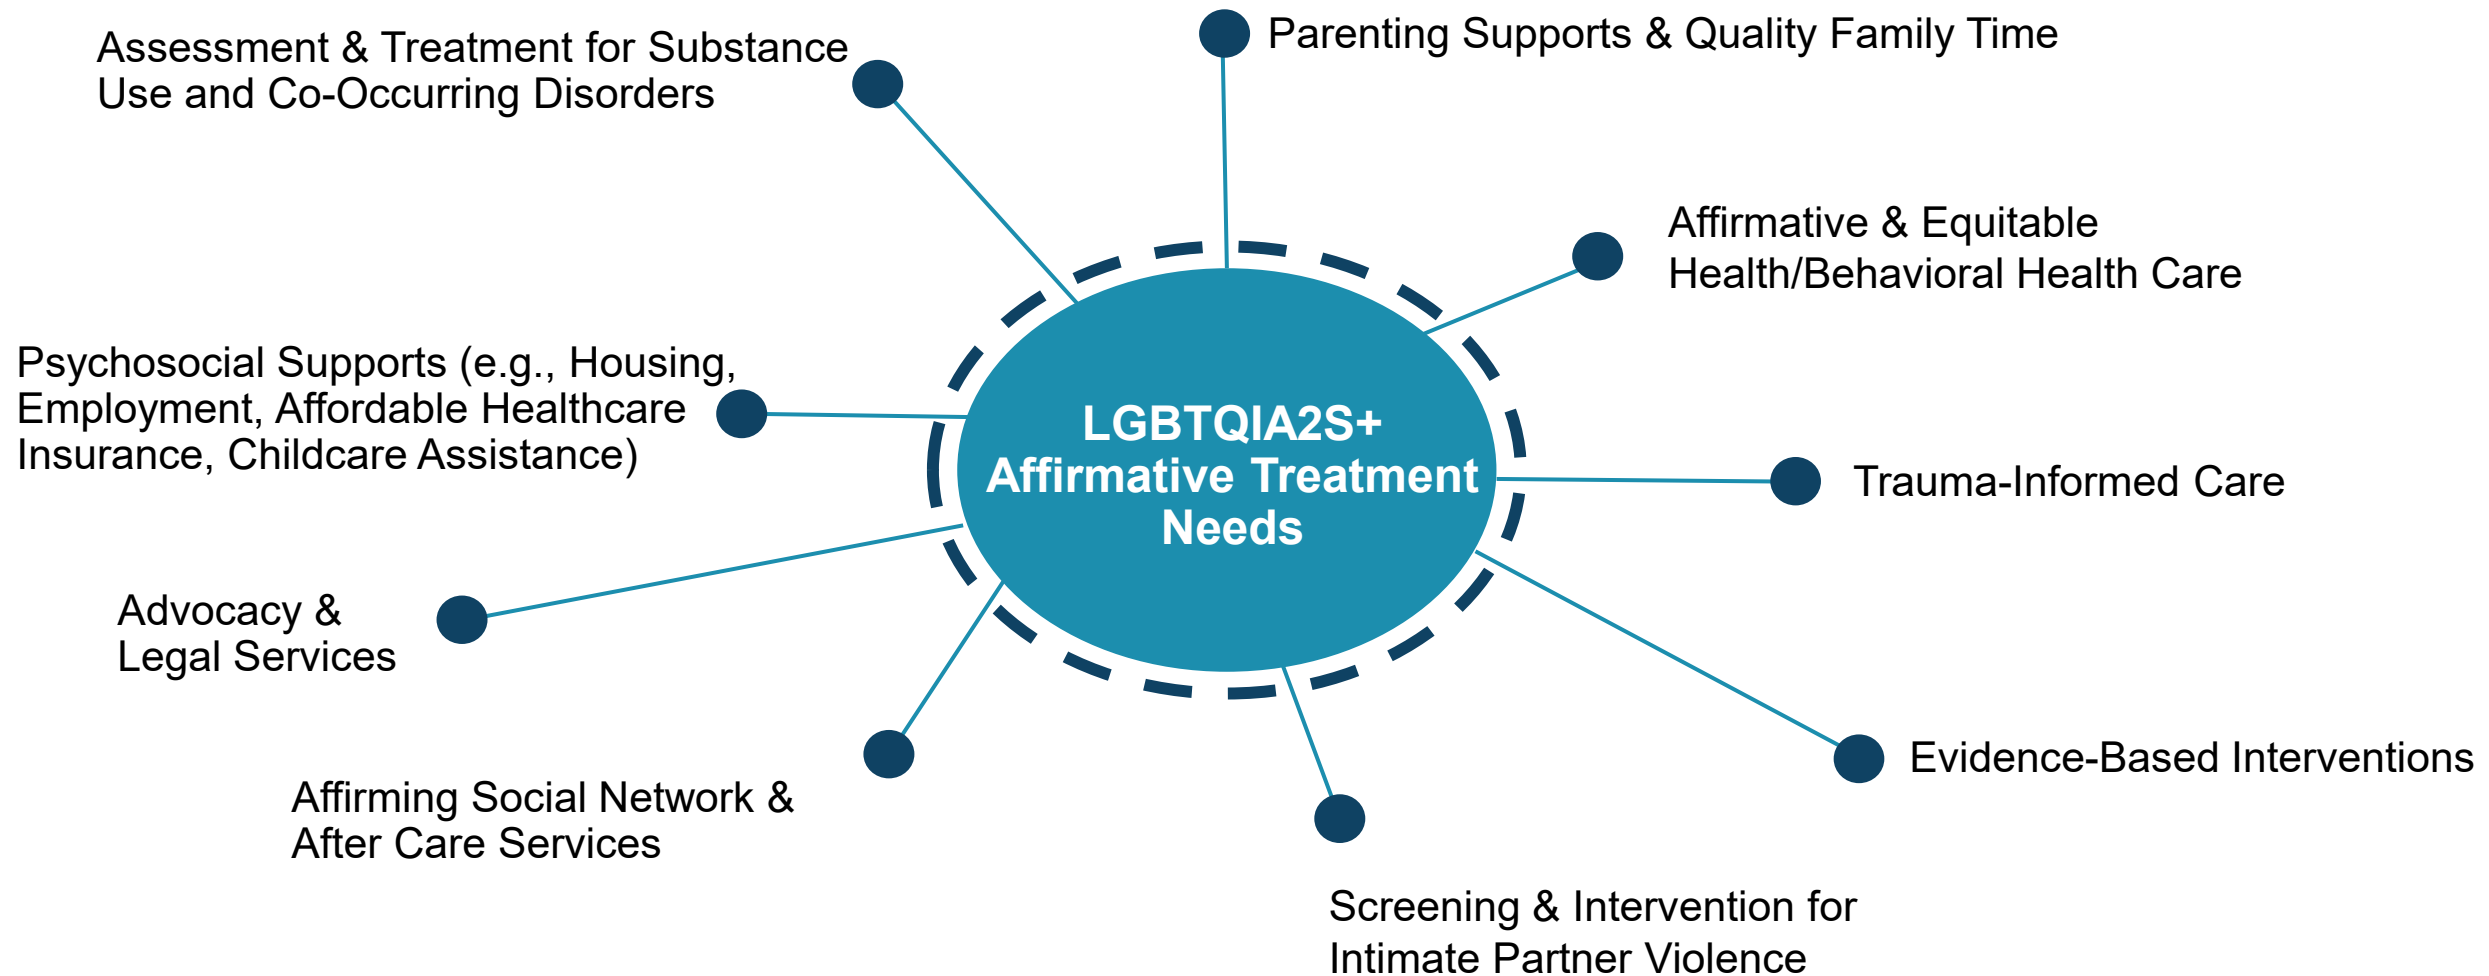 Assessment & Treatment for Substance
Use and Co-Occurring Disorders
Parenting Supports & Quality Family Time
Affirmative & Equitable
Health/Behavioral Health Care
Psychosocial Supports (e.g., Housing,
Employment, Affordable Healthcare
Insurance, Childcare Assistance)
LGBTQIA2S+
Affirmative Treatment
Needs
Trauma-Informed Care
Advocacy &
Legal Services
Evidence-Based Interventions
Affirming Social Network &
After Care Services
Screening & Intervention for
Intimate Partner Violence